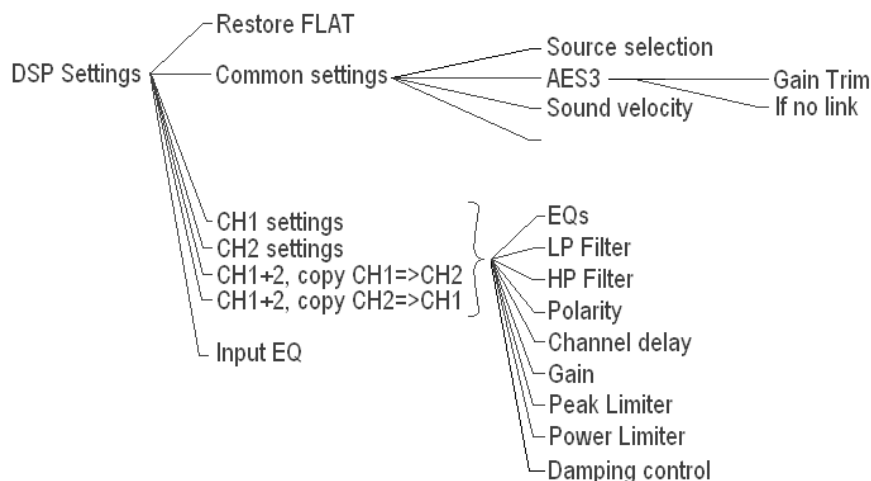 Restore FLAT
DSP Settings
Common settings
Source selection
AES3
Sound velocity
Gain Trim
If no link
CH1 settings
CH2 settings
CH1+2, copy CH1=>CH2
CH1+2, copy CH2=>CH1
Input EQ
EQs
LP Filter
HP Filter
Polarity
Channel delay
Gain
Peak Limiter
Power Limiter
Damping control